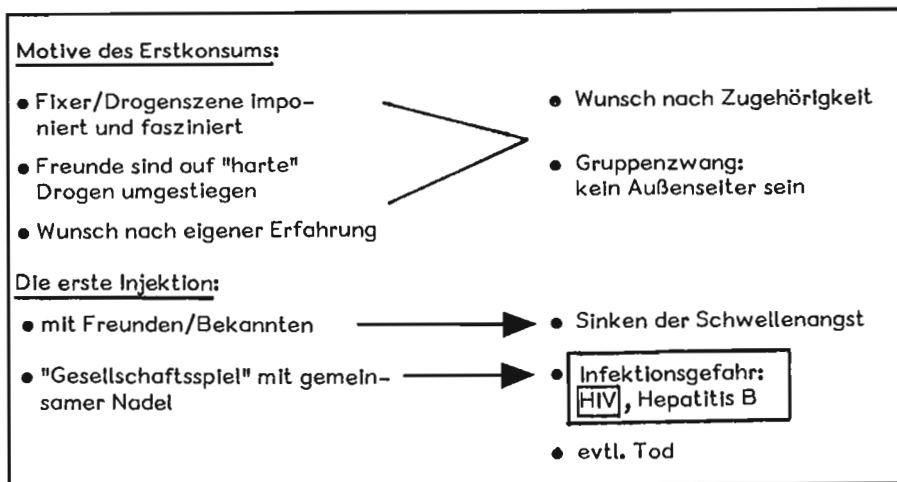 Motive des Erstkonsums:
● Fixer/Drogenszene impo-
niert und fasziniert
● Freunde sind auf "harte"
Drogen umgestiegen
● Wunsch nach eigener Erfahrung
● Wunsch nach Zugehörigkeit
● Gruppenzwang:
kein Außenseiter sein
Die erste Injektion:
● mit Freunden/Bekannten
● Sinken der Schwellenangst
● "Gesellschaftsspiel" mit gemein-
samer Nadel
● Infektionsgefahr:
HIV, Hepatitis B
● evtl. Tod